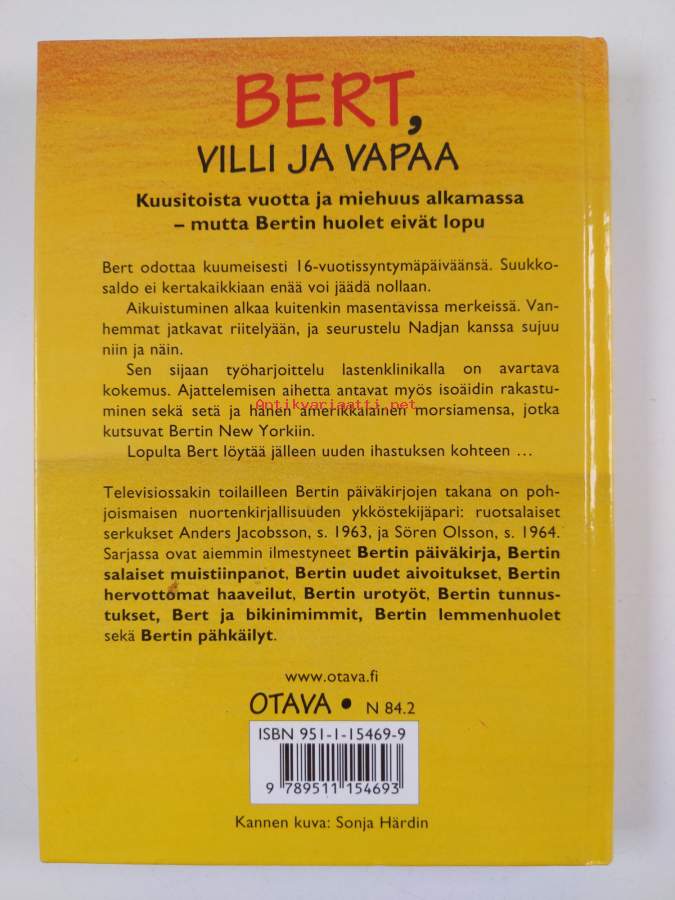 BERT,
VILLI JA VAPAA
Kuusitoista vuotta ja miehuus alkamassa
– mutta Bertin huolet eivät lopu
Bert odottaa kuumeisesti 16-vuotissyntymäpäiväänsä. Suukko-
saldo ei kertakaikkiaan enää voi jäädä nollaan.
Aikuistuminen alkaa kuitenkin masentavissa merkeissä. Van-
hemmat jatkavat riitelyään, ja seurustelu Nadjan kanssa sujuu
niin ja näin.
Sen sijaan työharjoittelu lastenklinikalla on avartava
kokemus. Ajattelemisen aihetta antavat myös isoäidin rakastu-
minen sekä setä ja hänen amerikkalainen morsiamensa, jotka
Antikvariaatti.net
kutsuvat Bertin New Yorkiin.
Lopulta Bert löytää jälleen uuden ihastuksen kohteen …
Televisiossakin toilailleen Bertin päiväkirjojen takana on poh-
joismaisen nuortenkirjallisuuden ykköstekijäpari: ruotsalaiset
serkukset Anders Jacobsson, s. 1963, ja Sören Olsson, s. 1964.
Sarjassa ovat aiemmin ilmestyneet Bertin päiväkirja, Bertin
salaiset muistiinpanot, Bertin uudet aivoitukset, Bertin
hervottomat haaveilut, Bertin urotyöt, Bertin tunnus-
tukset, Bert ja bikinimimmit, Bertin lemmenhuolet
sekä Bertin pähkäilyt.
www.otava.fi
OTAVA • N 84.2
ISBN 951-1-15469-9
9 789511 154693
Kannen kuva: Sonja Härdin